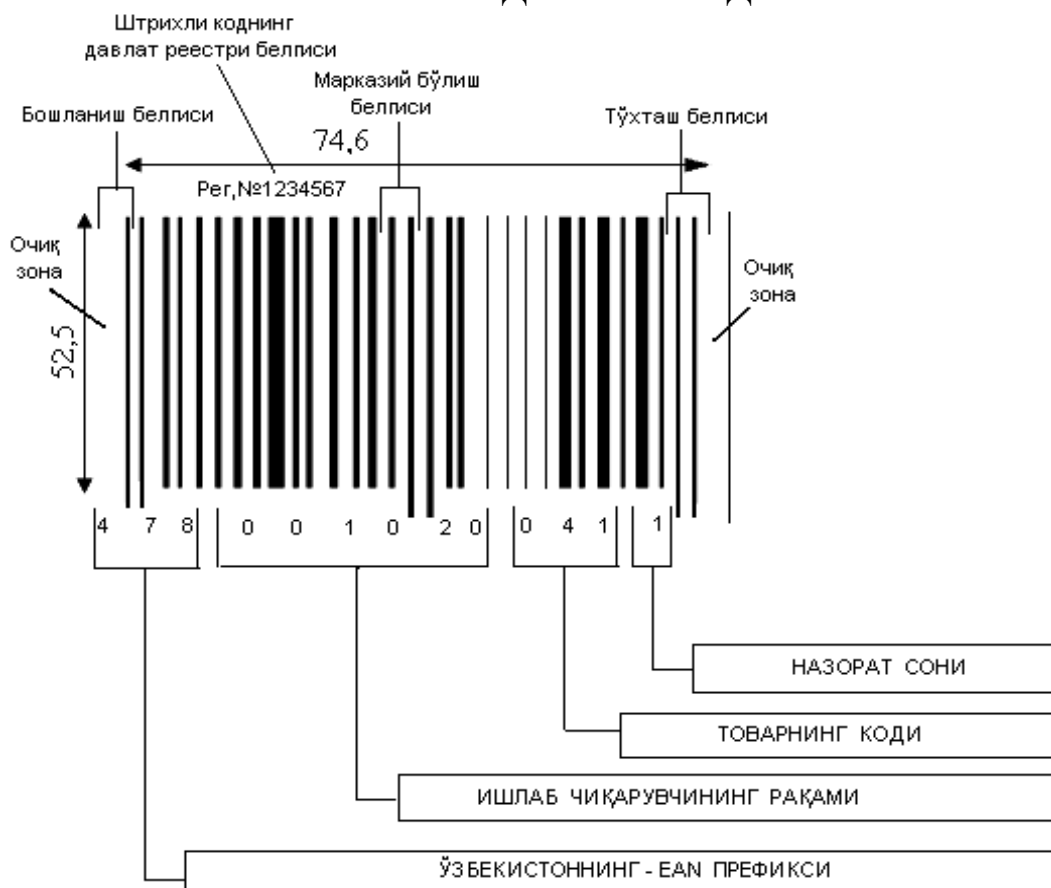 Штрихли коднинг
давлат реестри белгиси
Марказий бўлиш
белгиси
Бошланиш белгиси
Тўхташ белгиси
74,6
Рег,№1234567
Очиқ
зона
Очиқ
зона
52,5
4 7 8 0 0 1 0 2 0 0 4 1 1
НАЗОРАТ СОНИ
ТОВАРНИНГ КОДИ
ИШЛАБ ЧИҚАРУВЧИНИНГ РАҚАМИ
ЎЗБЕКИСТОННИНГ - EAN ПРЕФИКСИ